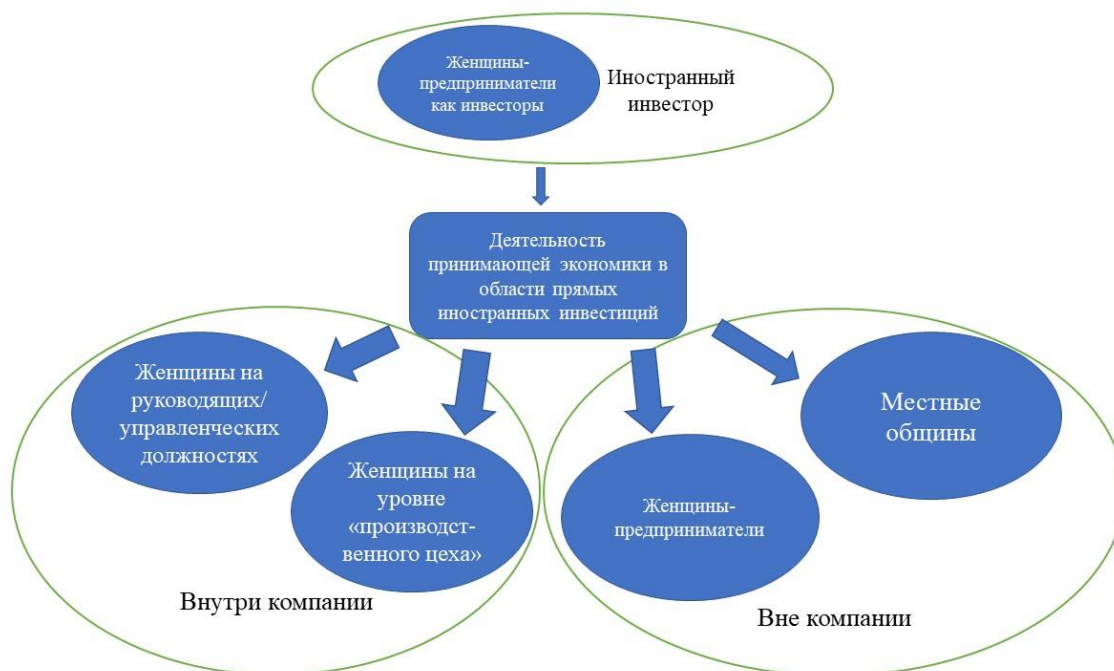 Женщины-
предприниматели
как инвесторы
Иностранный
инвестор
Деятельность
принимающей экономики в
области прямых
иностранных инвестиций
Женщины на
руководящих/
управленческих
должностях
Женщины на
уровне
«производст-
венного цеха»
Внутри компании
Женщины-
предприниматели
Местные
общины
Вне компании